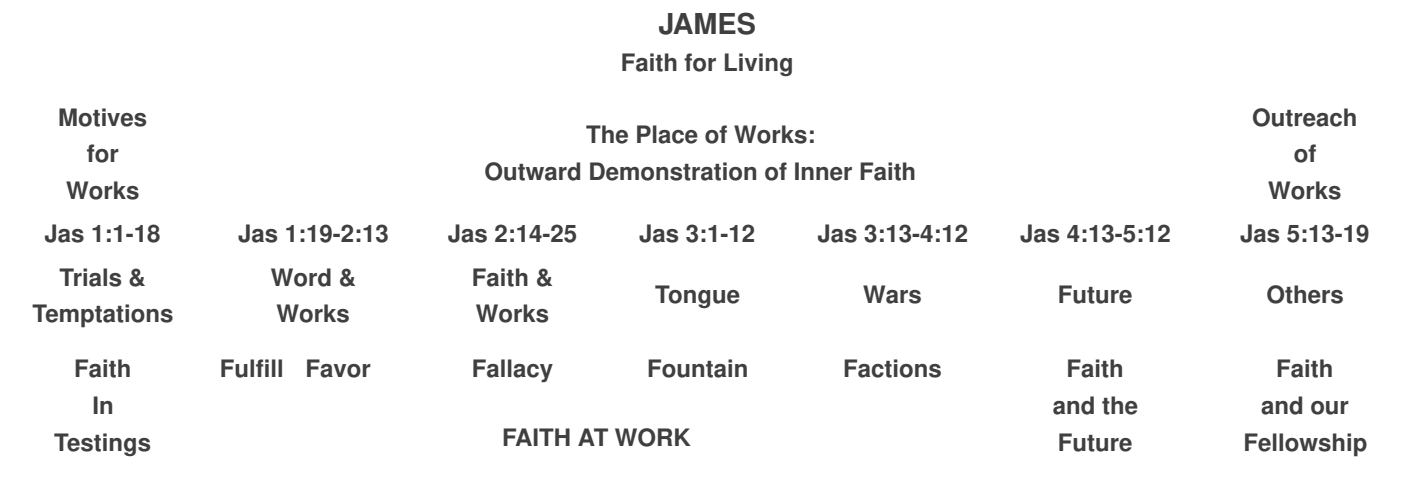 JAMES
Faith for Living
Motives
for
Works
The Place of Works:
Outward Demonstration of Inner Faith
Outreach
of
Works
Jas 1:1-18
Jas 1:19-2:13
Jas 2:14-25
Jas 3:1-12
Jas 3:13-4:12
Jas 4:13-5:12
Jas 5:13-19
Trials &
Temptations
Word &
Works
Faith &
Works
Tongue
Wars
Future
Others
Faith
In
Testings
Fulfill Favor
Fallacy
Fountain
Factions
FAITH AT WORK
Faith
and the
Future
Faith
and our
Fellowship